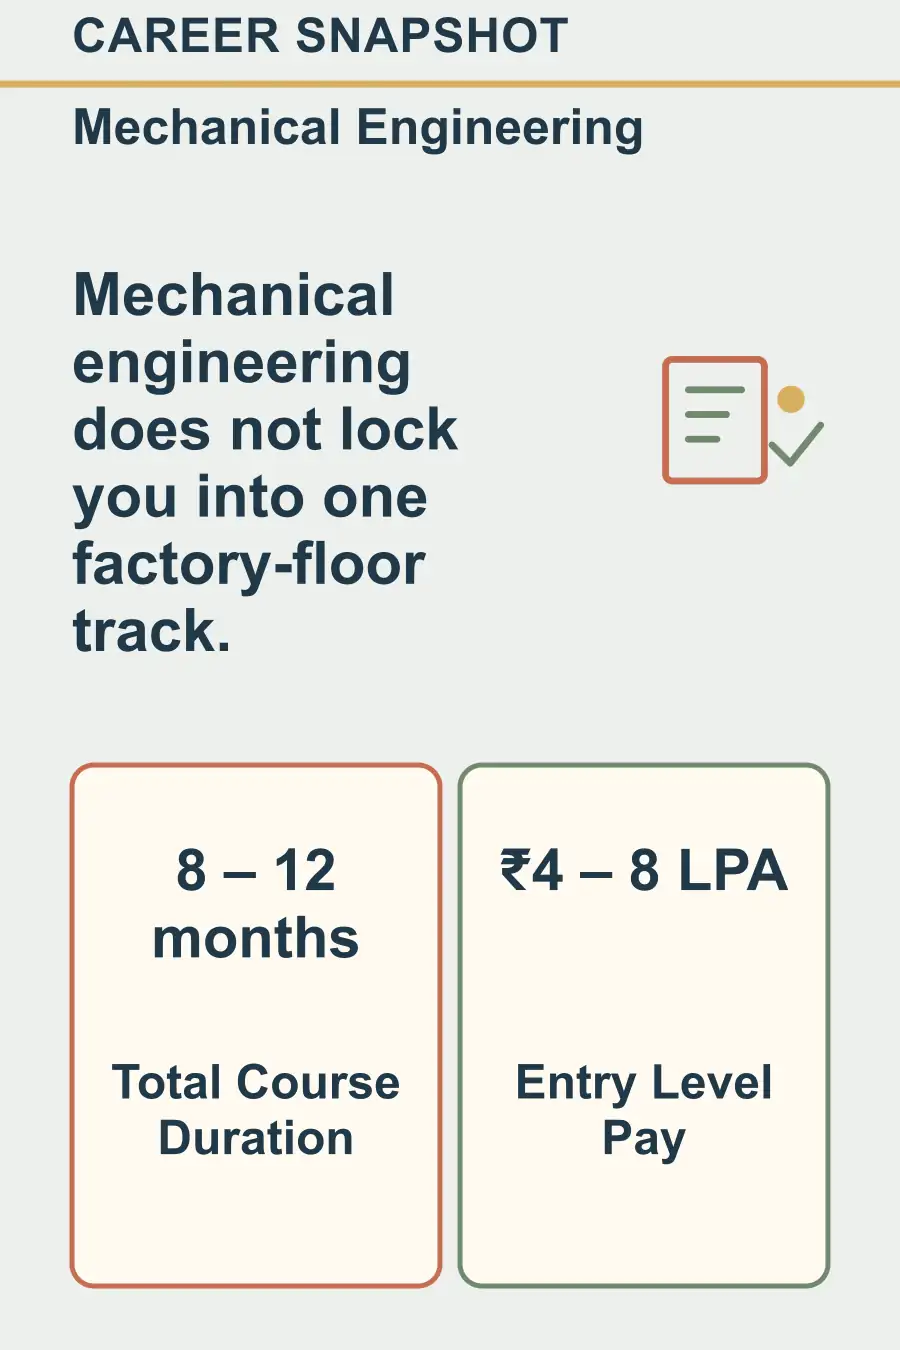 CAREER SNAPSHOT
Mechanical Engineering
Mechanical
engineering
does not lock
you into one
factory-floor
track.
8 – 12
months
Total Course
Duration
₹4 – 8 LPA
Entry Level
Pay